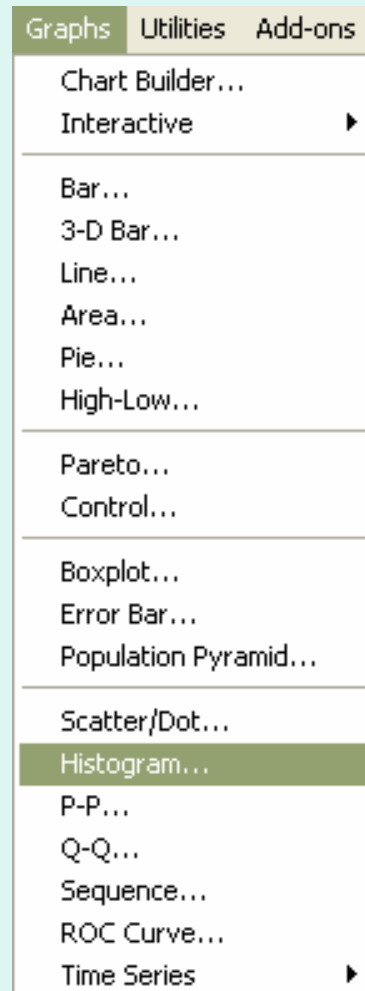 Graphs Utilities Add-ons
Chart Builder...
Interactive
Bar...
3-D Bar...
Line...
Area...
Pie...
High-Low...
Pareto...
Control...
Boxplot...
Error Bar...
Population Pyramid...
Scatter/Dot...
Histogram...
P-P...
Q-Q...
Sequence...
ROC Curve...
Time Series